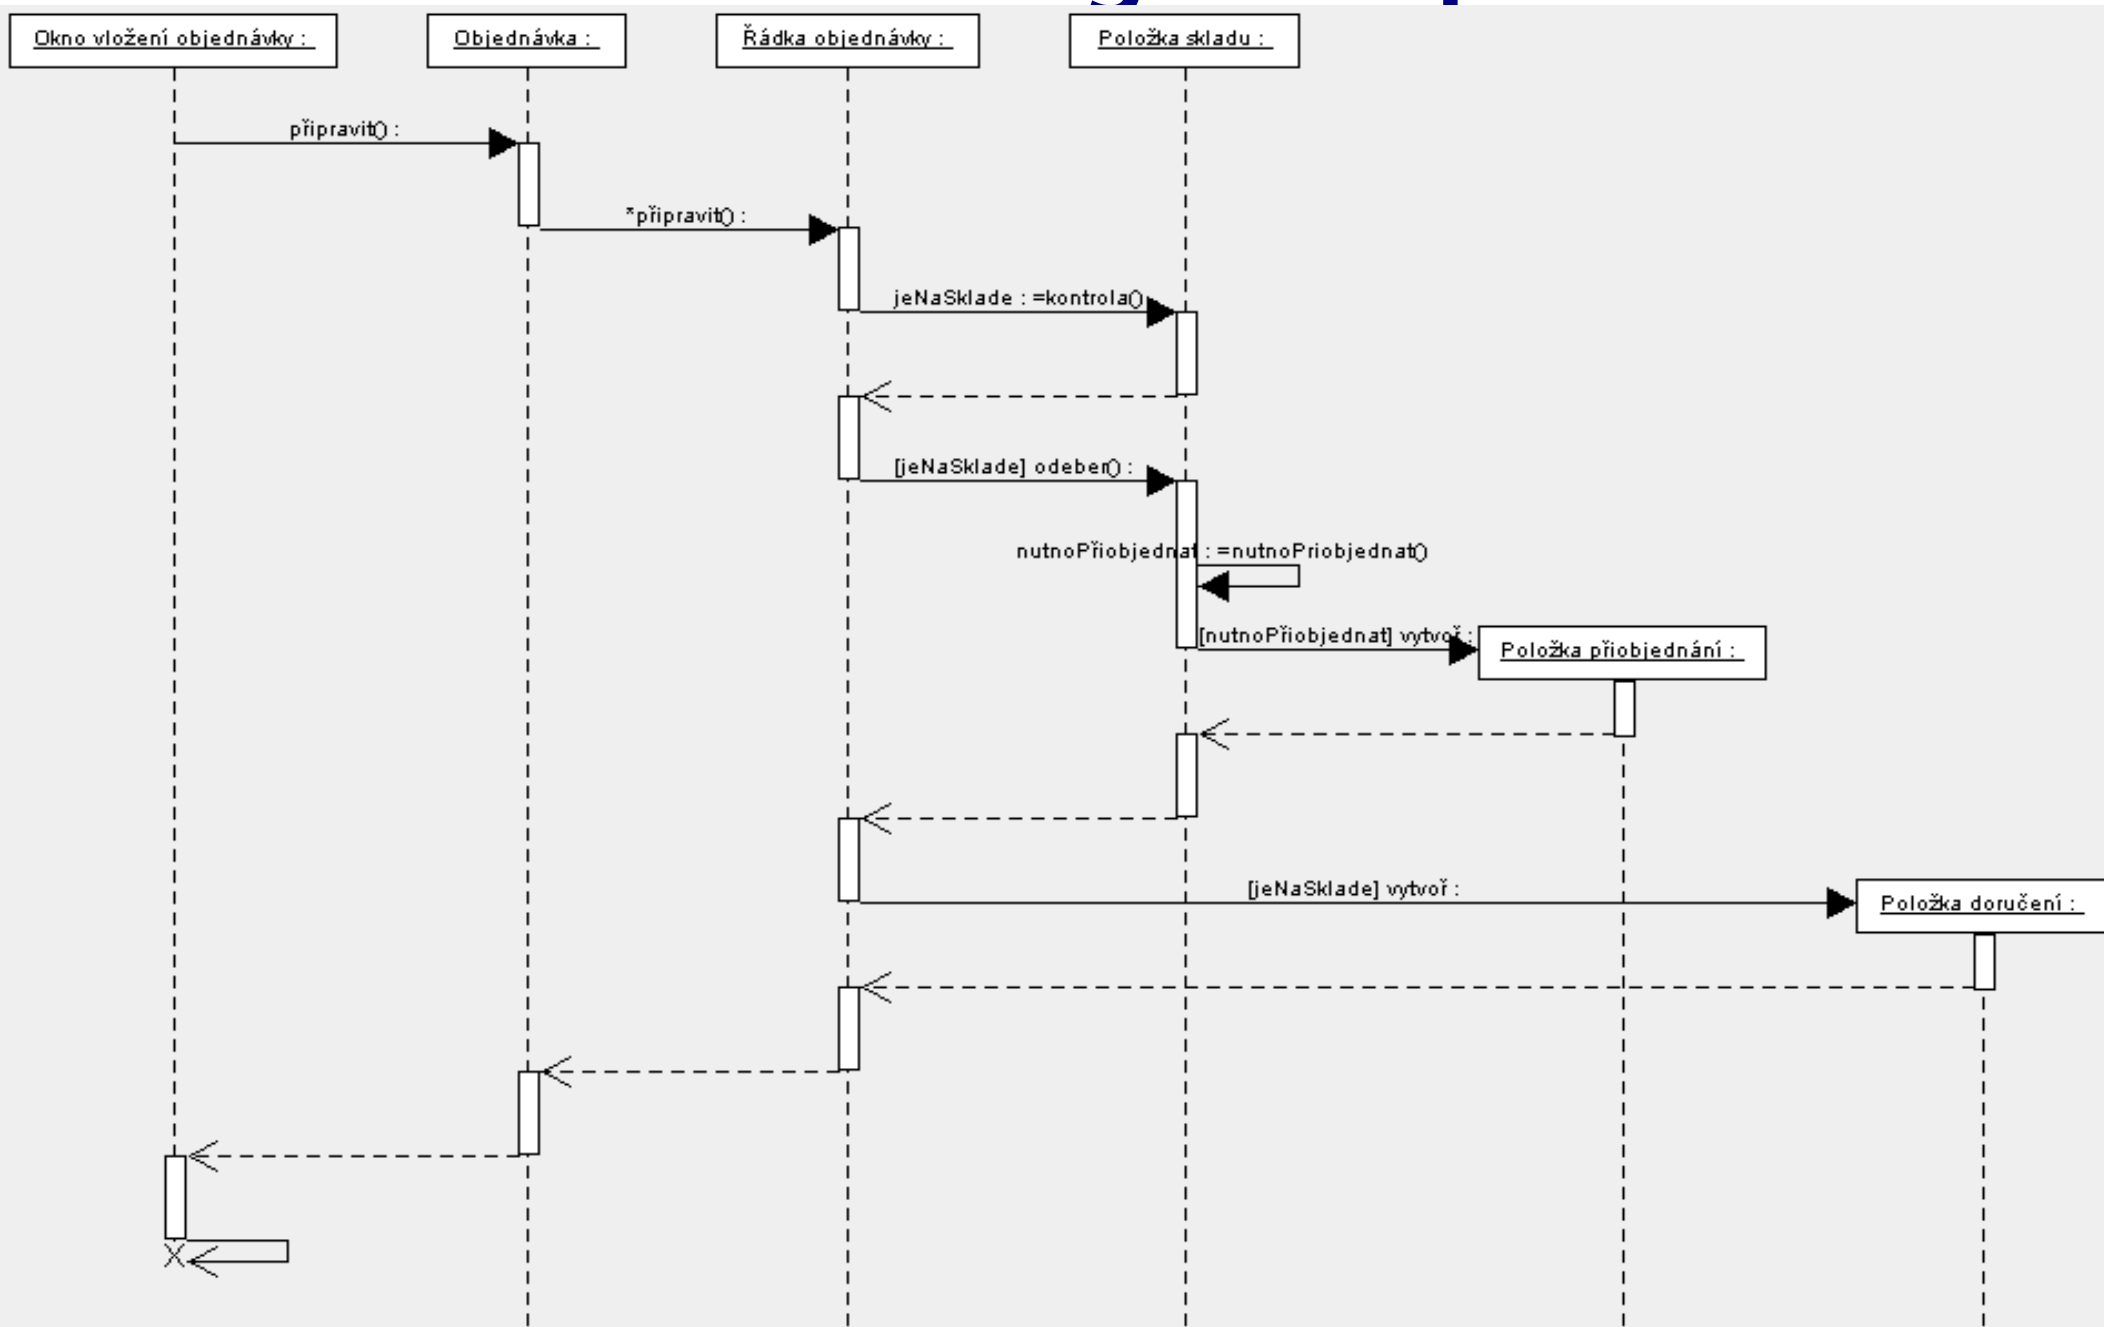 Okno vložení objednávky :
Objednávka :
Řádka objednávky :
Položka skladu :
připravit() :
*připravit() :
jeNaSklade : =kontrola()
[jeNaSklade] odeber() :
nutnoPřiobjednat : =nutnoPriobjednat()
[nutnoPřiobjednat] vytvoř :
Položka přiobjednání :
[jeNaSklade] vytvoř :
Položka doručení :